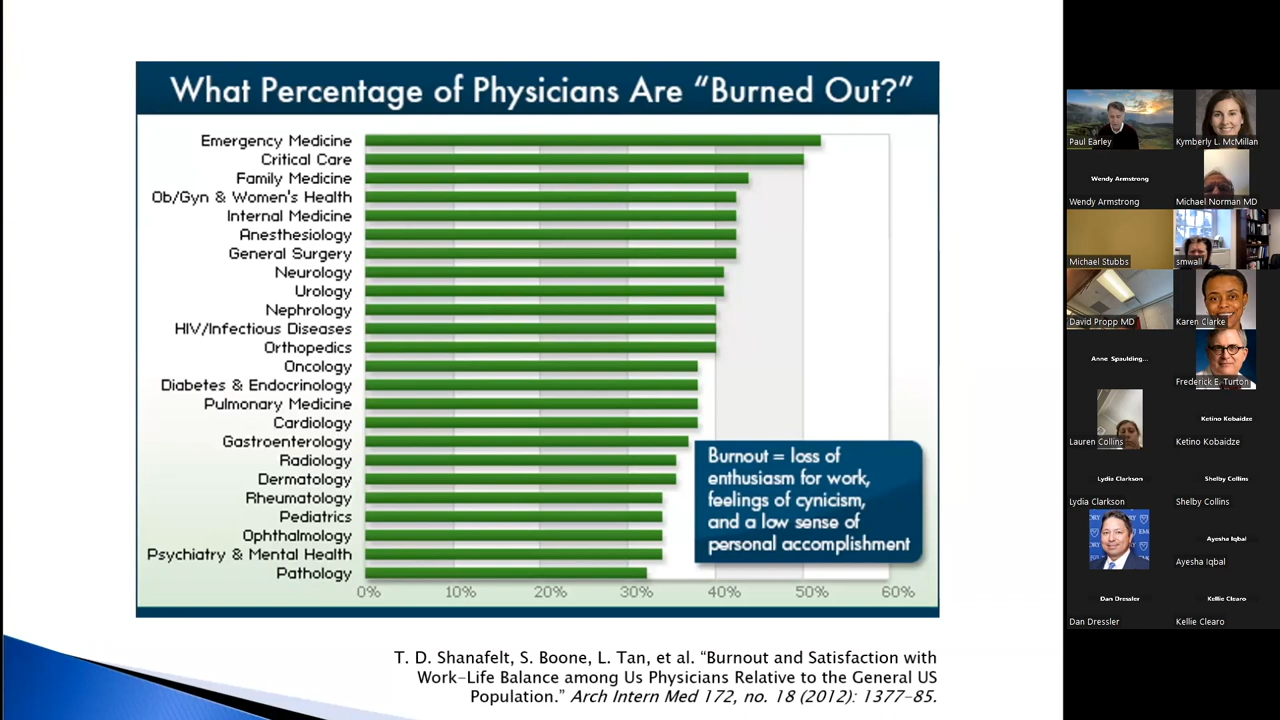 What Percentage of Physicians Are “Burned Out?”
Emergency Medicine
Critical Care
Family Medicine
Ob/Gyn & Women's Health
Internal Medicine
Anesthesiology
General Surgery
Neurology
Urology
Nephrology
HIV/Infectious Diseases
Orthopedics
Oncology
Diabetes & Endocrinology
Pulmonary Medicine
Cardiology
Gastroenterology
Radiology
Dermatology
Rheumatology
Pediatrics
Ophthalmology
Psychiatry & Mental Health
Pathology
0% 10% 20% 30% 40% 50% 60%
Burnout = loss of
enthusiasm for work,
feelings of cynicism,
and a low sense of
personal accomplishment
T. D. Shanafelt, S. Boone, L. Tan, et al. “Burnout and Satisfaction with
Work-Life Balance among Us Physicians Relative to the General US
Population.” Arch Intern Med 172, no. 18 (2012): 1377-85.
Paul Earley
Kymberly L. McMillan
Wendy Armstrong
Wendy Armstrong
Michael Norman MD
Michael Stubbs
smwall
David Propp MD
Karen Clarke
Anne Spaulding...
Frederick E. Turton
Lauren Collins
Ketino Kobaidze
Ketino Kobaidze
Lydia Clarkson
Lydia Clarkson
Shelby Collins
Shelby Collins
Ayesha Iqbal
Ayesha Iqbal
Dan Dressler
Dan Dressler
Kellie Clearo
Kellie Clearo